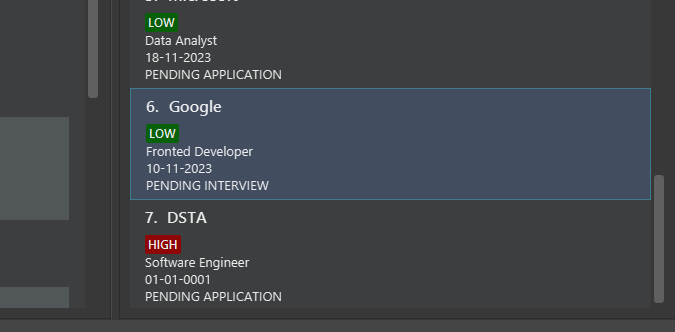 LOW
Data Analyst
18-11-2023
PENDING APPLICATION
6. Google
LOW
Fronted Developer
10-11-2023
PENDING INTERVIEW
7. DSTA
HIGH
Software Engineer
01-01-0001
PENDING APPLICATION